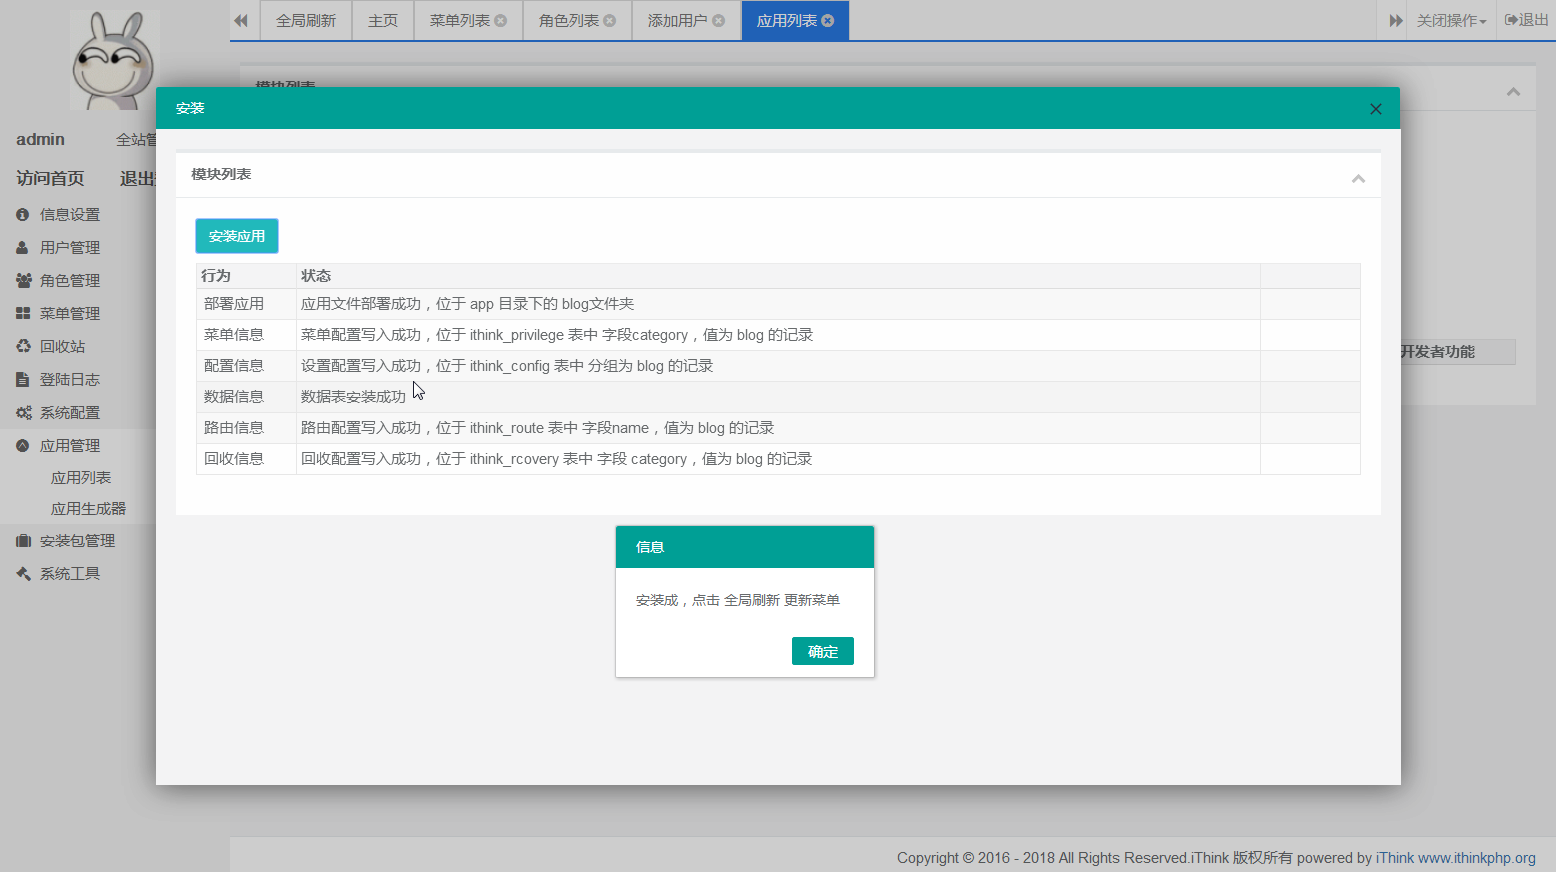 全局刷新 主页 菜单列表 角色列表 添加用户 应用列表 关闭操作 退出
模块列表
admin 全站管
访问首页 退出
信息设置
用户管理
角色管理
菜单管理
回收站
登陆日志
系统配置
应用管理
应用列表
应用生成器
安装包管理
系统工具
安装
模块列表
安装应用
行为 状态
部署应用 应用文件部署成功，位于 app 目录下的 blog文件夹
菜单信息 菜单配置写入成功，位于 ithink_privilege 表中 字段category，值为 blog 的记录
配置信息 设置配置写入成功，位于 ithink_config 表中 分组为 blog 的记录
数据信息 数据表安装成功
路由信息 路由配置写入成功，位于 ithink_route 表中 字段name，值为 blog 的记录
回收信息 回收配置写入成功，位于 ithink_rcovery 表中 字段 category，值为 blog 的记录
开发者功能
信息
安装成，点击 全局刷新 更新菜单
确定
Copyright © 2016 - 2018 All Rights Reserved.iThink 版权所有 powered by iThink www.ithinkphp.org